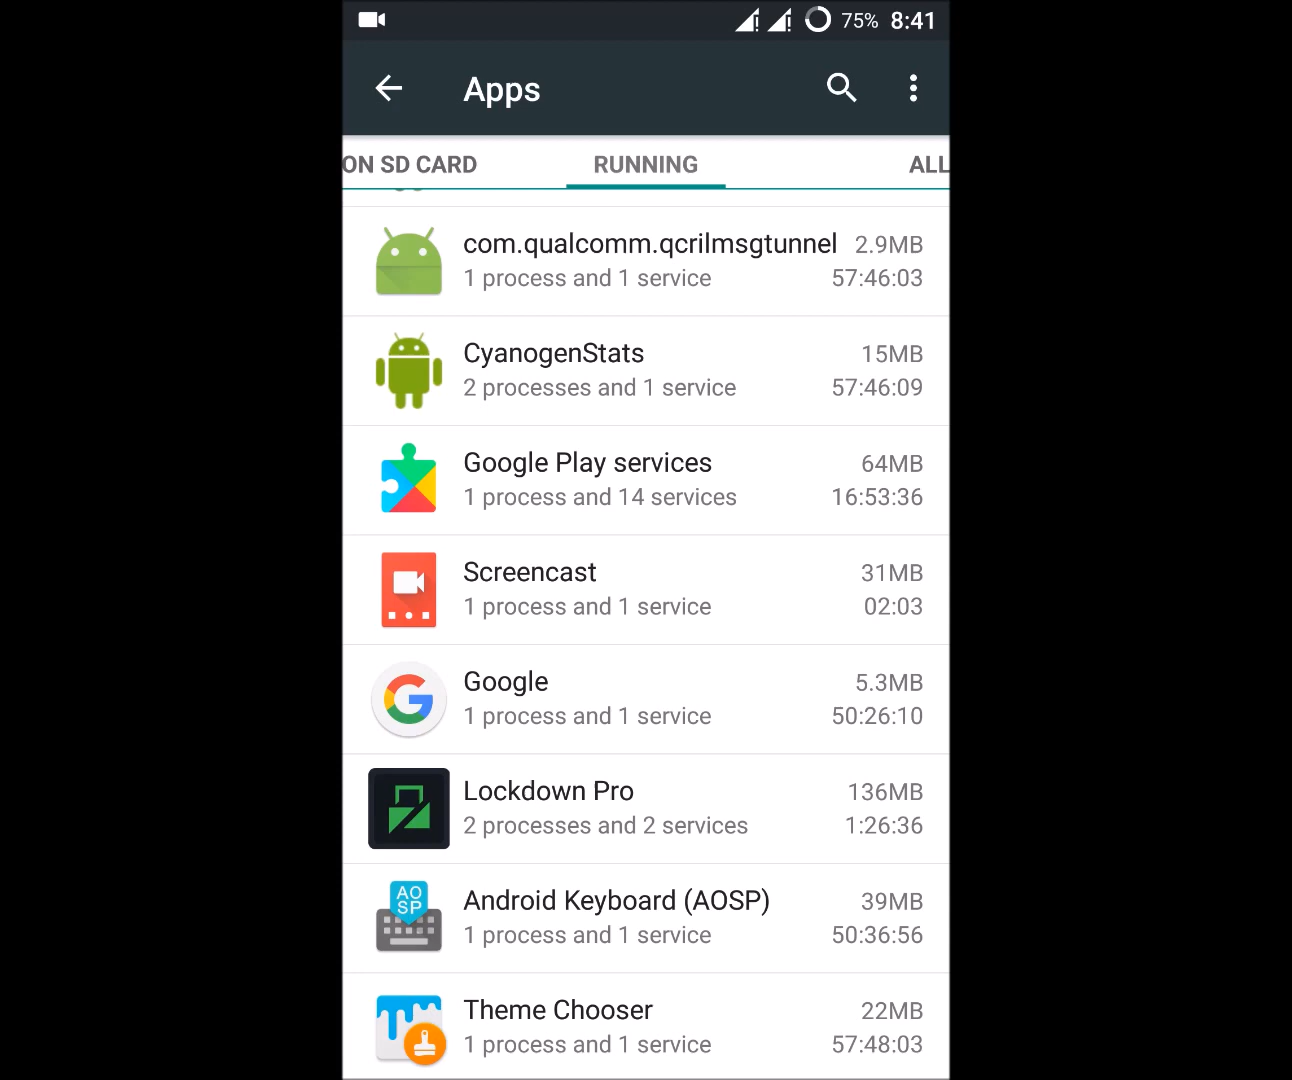 75% 8:41
Apps
ON SD CARD RUNNING ALL
com.qualcomm.qcrilmsgtunnel 2.9MB
1 process and 1 service 57:46:03
CyanogenStats 15MB
2 processes and 1 service 57:46:09
Google Play services 64MB
1 process and 14 services 16:53:36
Screencast 31MB
1 process and 1 service 02:03
Google 5.3MB
1 process and 1 service 50:26:10
Lockdown Pro 136MB
2 processes and 2 services 1:26:36
AO
SP
Android Keyboard (AOSP) 39MB
1 process and 1 service 50:36:56
Theme Chooser 22MB
1 process and 1 service 57:48:03